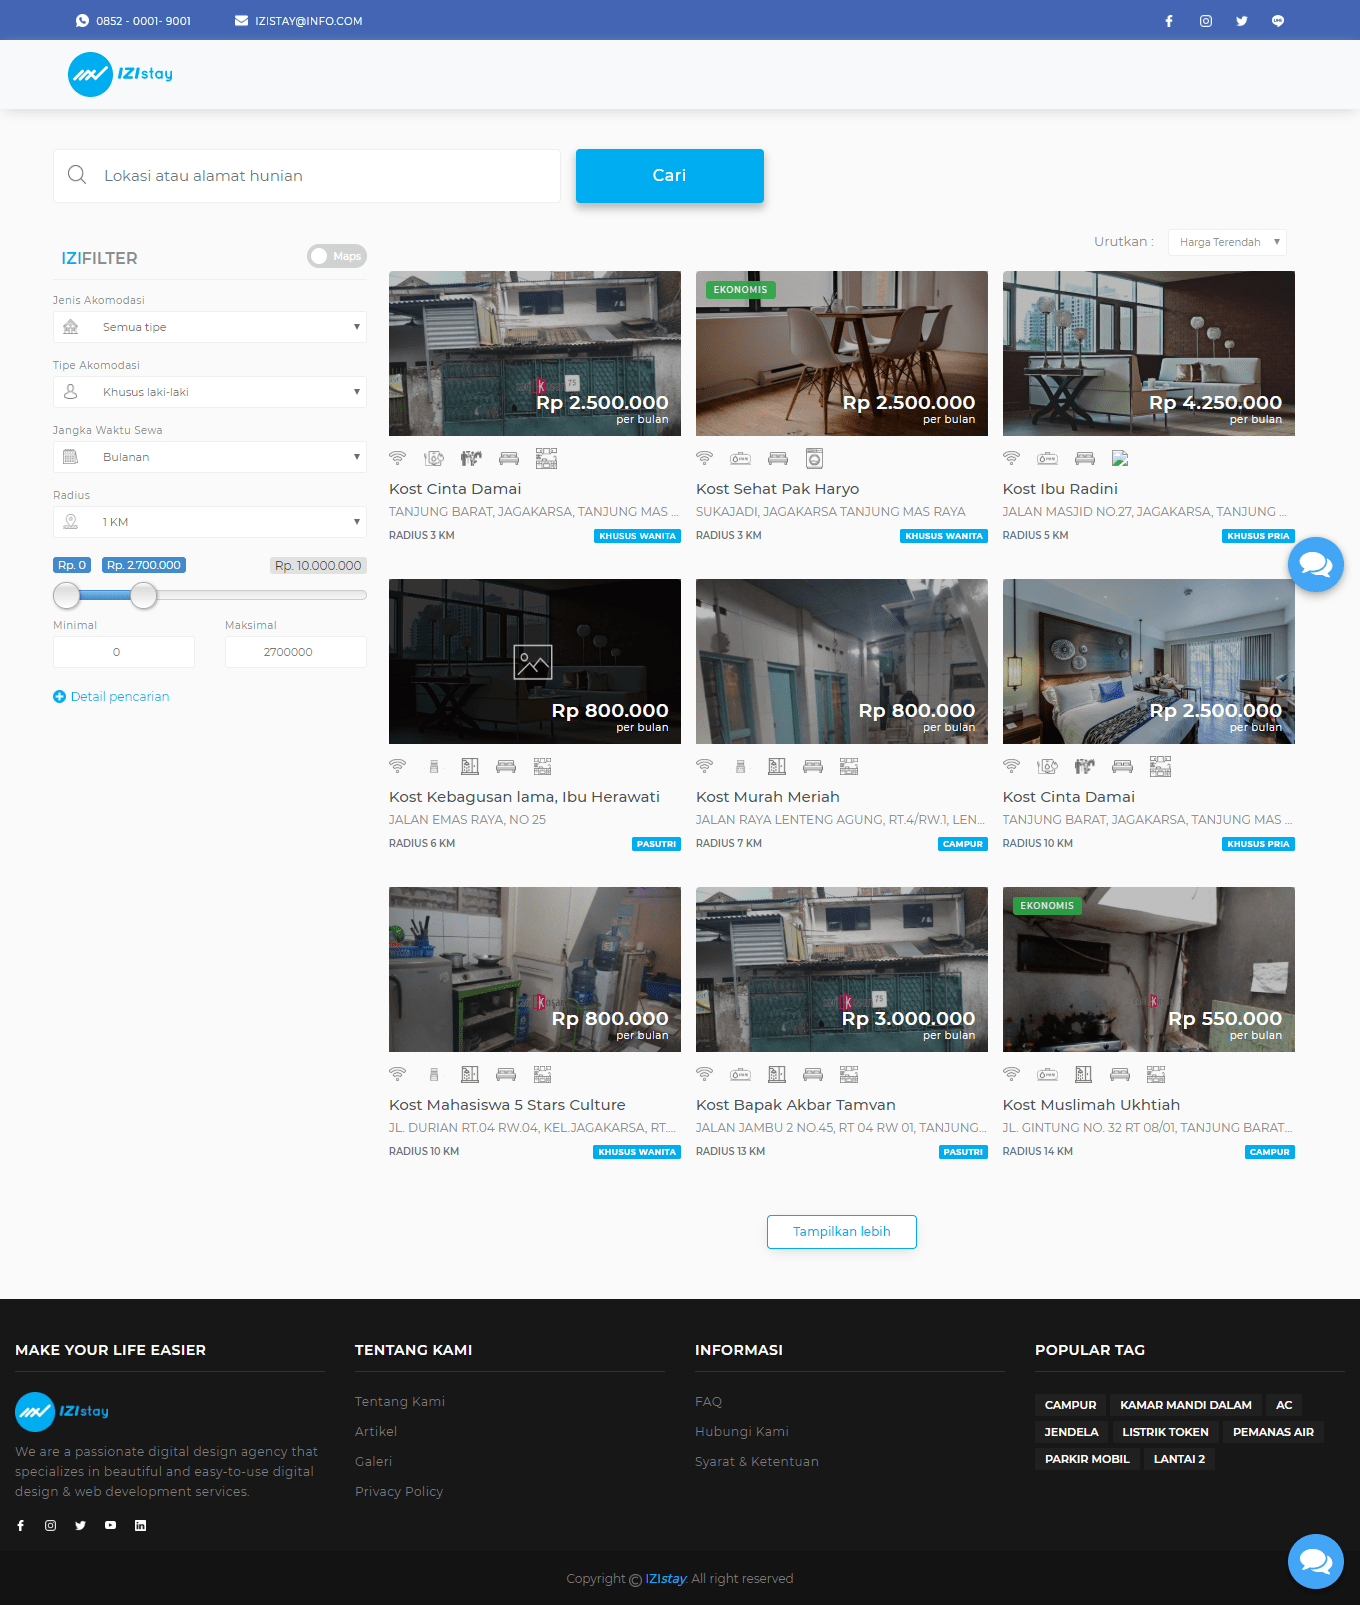 0852 - 0001- 9001
IZISTAY@INFO.COM
IZIstay
Lokasi atau alamat hunian
Cari
Urutkan :
Harga Terendah
IZIFILTER
Maps
Jenis Akomodasi
Semua tipe
Tipe Akomodasi
Khusus laki-laki
Jangka Waktu Sewa
Bulanan
Radius
1 KM
Rp. 0
Rp. 2.700.000
Rp. 10.000.000
Minimal
Maksimal
0
2700000
Detail pencarian
75
Rp 2.500.000
per bulan
Kost Cinta Damai
TANJUNG BARAT, JAGAKARSA, TANJUNG MAS ...
RADIUS 3 KM
KHUSUS WANITA
EKONOMIS
Rp 2.500.000
per bulan
Kost Sehat Pak Haryo
SUKAJADI, JAGAKARSA TANJUNG MAS RAYA
RADIUS 3 KM
KHUSUS WANITA
Rp 4.250.000
per bulan
Kost Ibu Radini
JALAN MASJID NO.27, JAGAKARSA, TANJUNG ...
RADIUS 5 KM
KHUSUS PRIA
Rp 800.000
per bulan
Kost Kebagusan lama, Ibu Herawati
JALAN EMAS RAYA, NO 25
RADIUS 6 KM
PASUTRI
Rp 800.000
per bulan
Kost Murah Meriah
JALAN RAYA LENTENG AGUNG, RT.4/RW.1, LEN...
RADIUS 7 KM
CAMPUR
Rp 2.500.000
per bulan
Kost Cinta Damai
TANJUNG BARAT, JAGAKARSA, TANJUNG MAS ...
RADIUS 10 KM
KHUSUS PRIA
Rp 800.000
per bulan
Kost Mahasiswa 5 Stars Culture
JL. DURIAN RT.04 RW.04, KEL.JAGAKARSA, RT....
RADIUS 10 KM
KHUSUS WANITA
75
Rp 3.000.000
per bulan
Kost Bapak Akbar Tamvan
JALAN JAMBU 2 NO.45, RT 04 RW 01, TANJUNG...
RADIUS 13 KM
PASUTRI
EKONOMIS
Rp 550.000
per bulan
Kost Muslimah Ukhtiah
JL. GINTUNG NO. 32 RT 08/01, TANJUNG BARAT...
RADIUS 14 KM
CAMPUR
Tampilkan lebih
MAKE YOUR LIFE EASIER
IZIstay
We are a passionate digital design agency that
specializes in beautiful and easy-to-use digital
design & web development services.
TENTANG KAMI
Tentang Kami
Artikel
Galeri
Privacy Policy
INFORMASI
FAQ
Hubungi Kami
Syarat & Ketentuan
POPULAR TAG
CAMPUR
KAMAR MANDI DALAM
AC
JENDELA
LISTRIK TOKEN
PEMANAS AIR
PARKIR MOBIL
LANTAI 2
Copyright © IZIstay. All right reserved